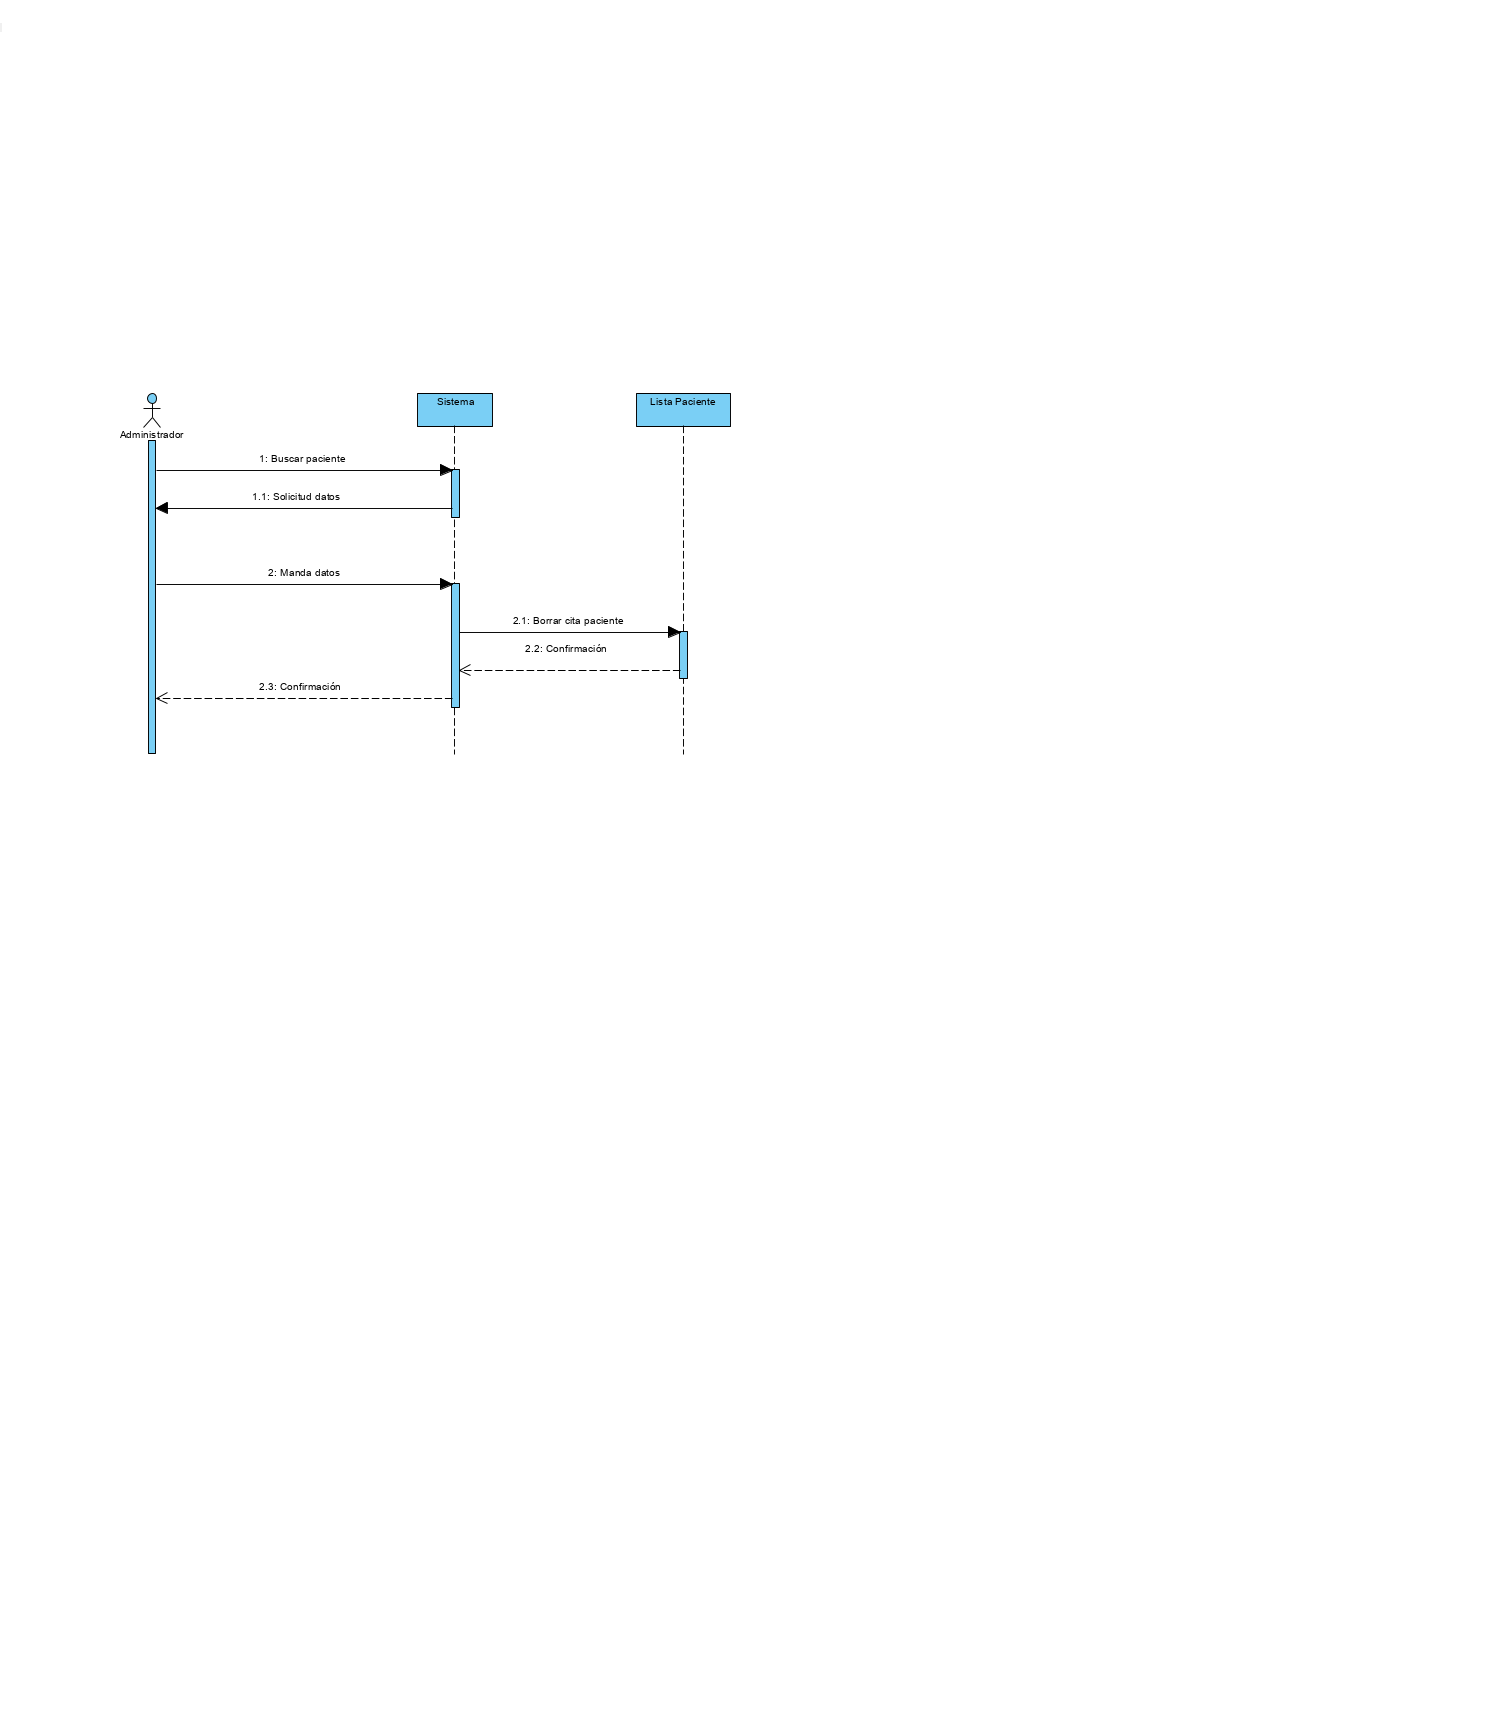 Sistema
Lista Paciente
Administrador
1: Buscar paciente
1.1: Solicitud datos
2: Manda datos
2.1: Borrar cita paciente
2.2: Confirmación
2.3: Confirmación